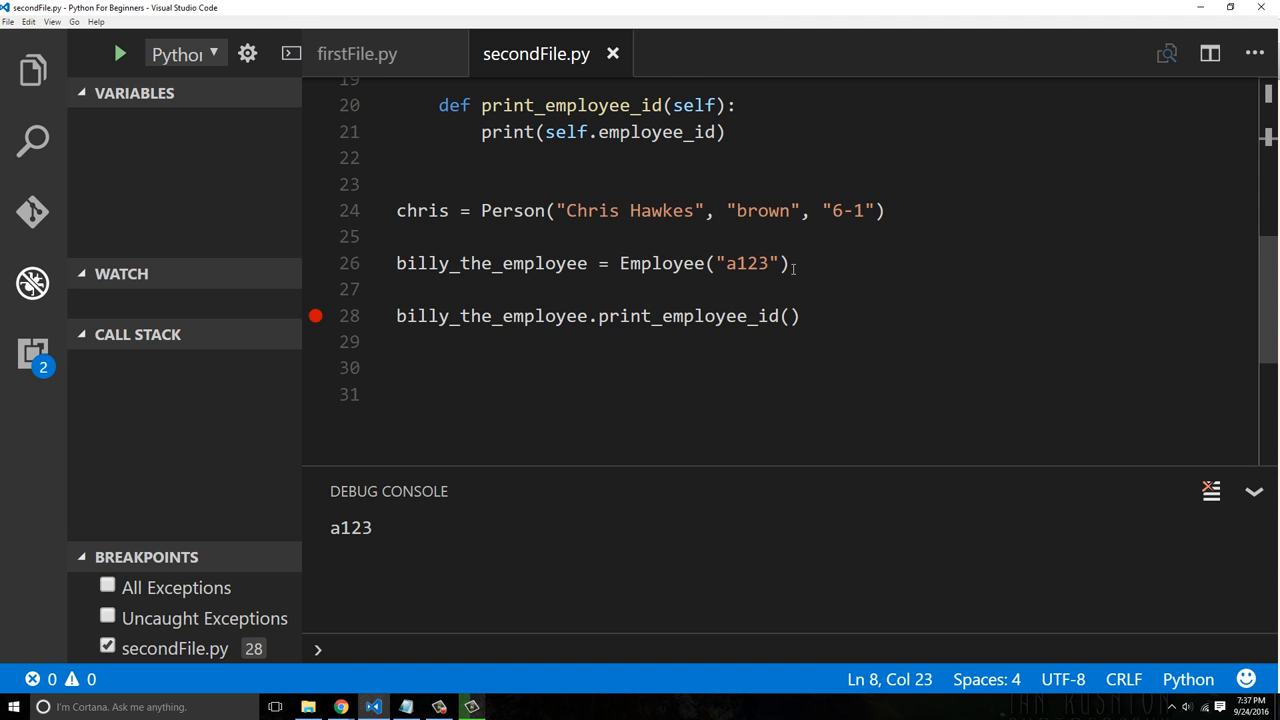 secondFile.py - Python For Beginners - Visual Studio Code
File Edit View Go Help
Pythor
firstFile.py
secondFile.py
VARIABLES
WATCH
CALL STACK
BREAKPOINTS
All Exceptions
Uncaught Exceptions
secondFile.py 28
2
19
20 def print_employee_id(self):
21 print(self.employee_id)
22
23
24 chris = Person("Chris Hawkes", "brown", "6-1")
25
26 billy_the_employee = Employee("a123")
27
28 billy_the_employee.print_employee_id()
29
30
31
DEBUG CONSOLE
a123
0 0
Ln 8, Col 23 Spaces: 4 UTF-8 CRLF Python
I'm Cortana. Ask me anything.
7:37 PM
9/24/2016